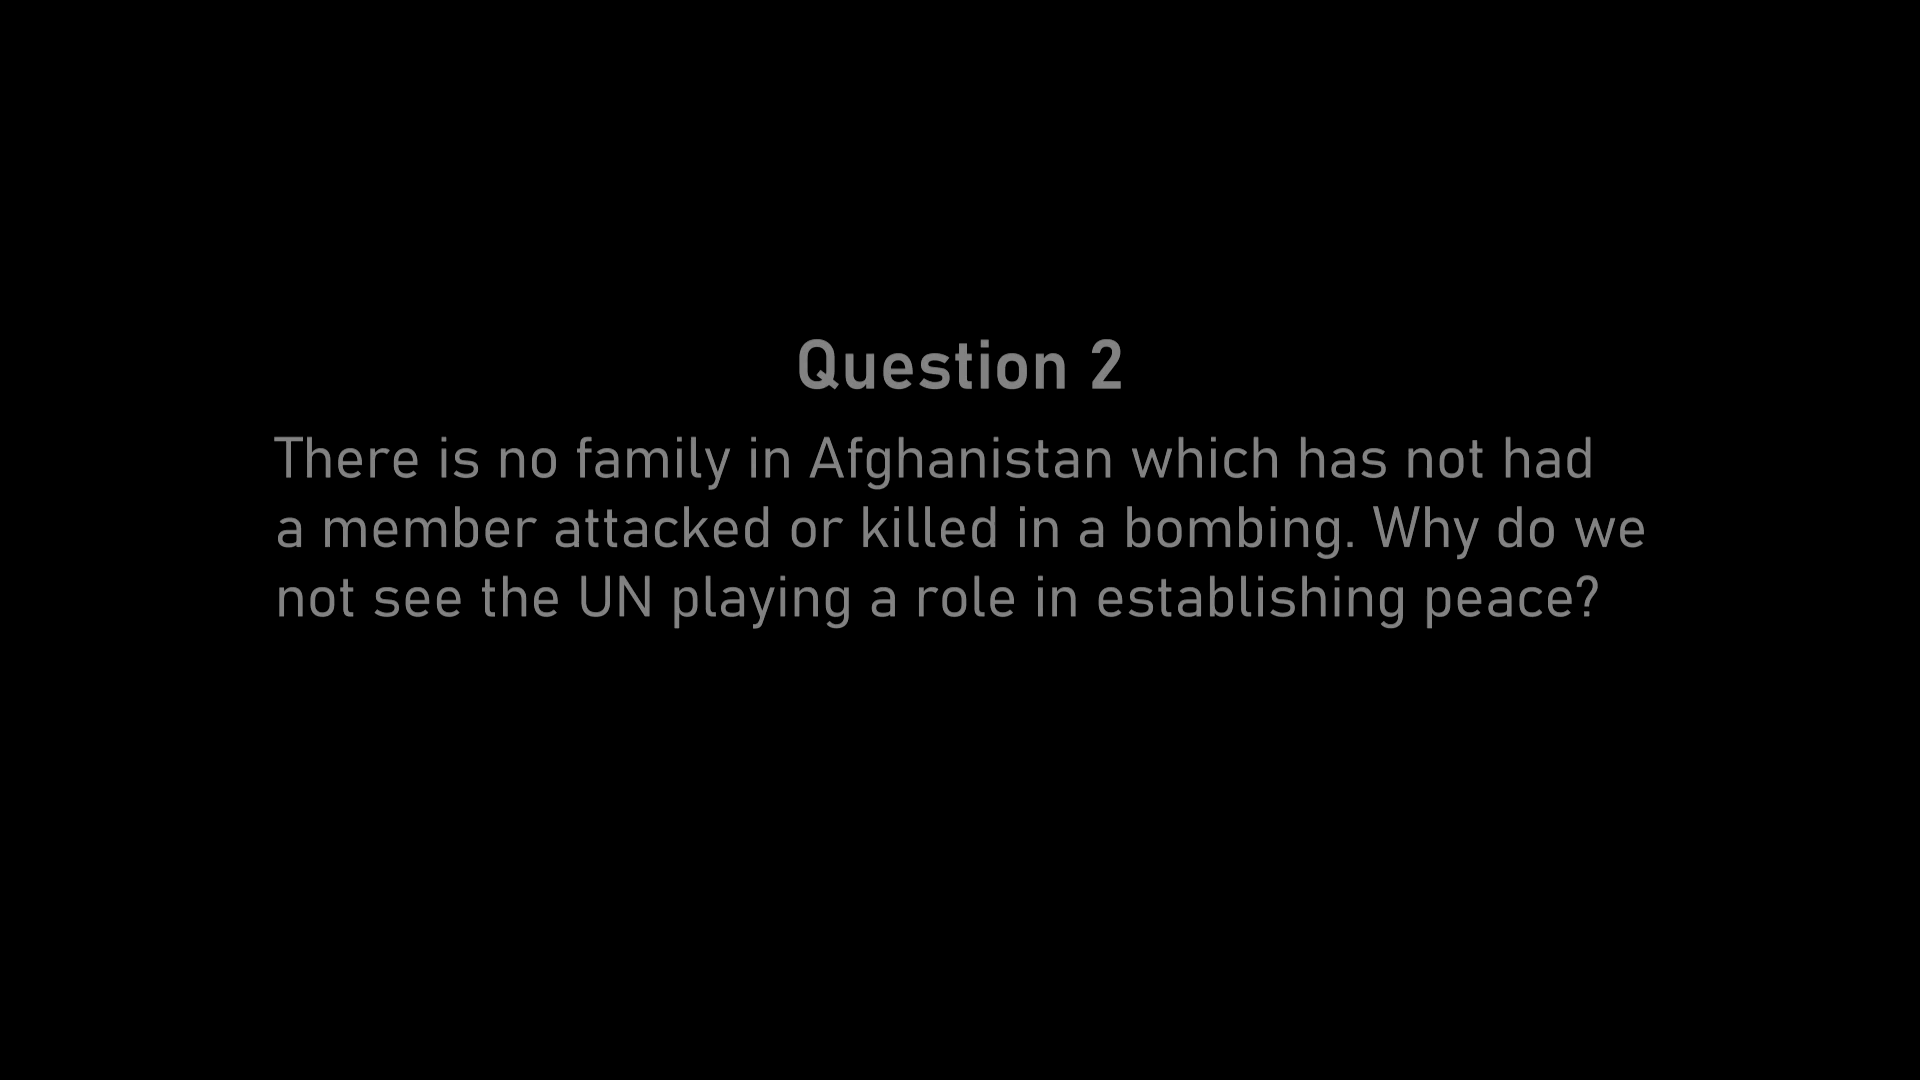 Question 2
There is no family in Afghanistan which has not had
a member attacked or killed in a bombing. Why do we
not see the UN playing a role in establishing peace?